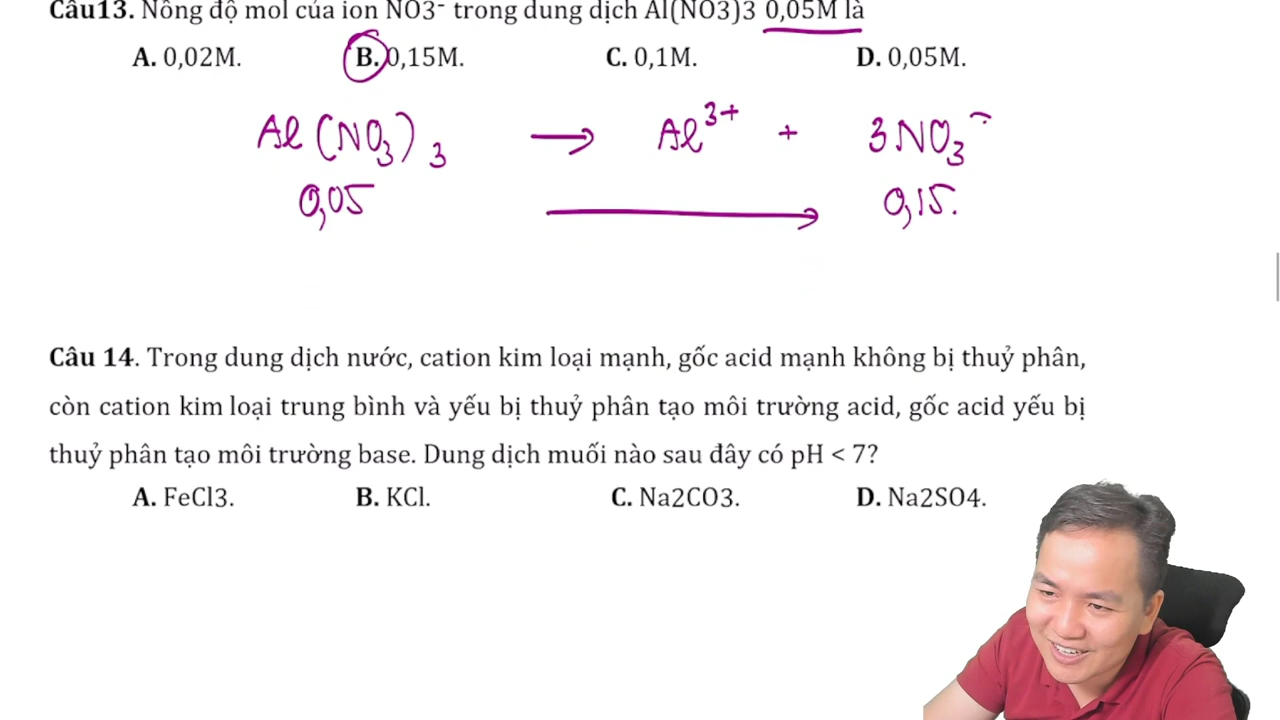 Câu13. Nồng độ mol của ion NO3⁻ trong dung dịch Al(NO3)3 0,05M là
A. 0,02M. B. 0,15M. C. 0,1M. D. 0,05M.
Al(NO₃)₃ → Al³⁺ + 3NO₃⁻
0,05 → 0,15.
Câu 14. Trong dung dịch nước, cation kim loại mạnh, gốc acid mạnh không bị thuỷ phân,
còn cation kim loại trung bình và yếu bị thuỷ phân tạo môi trường acid, gốc acid yếu bị
thuỷ phân tạo môi trường base. Dung dịch muối nào sau đây có pH < 7?
A. FeCl3. B. KCl. C. Na2CO3. D. Na2SO4.